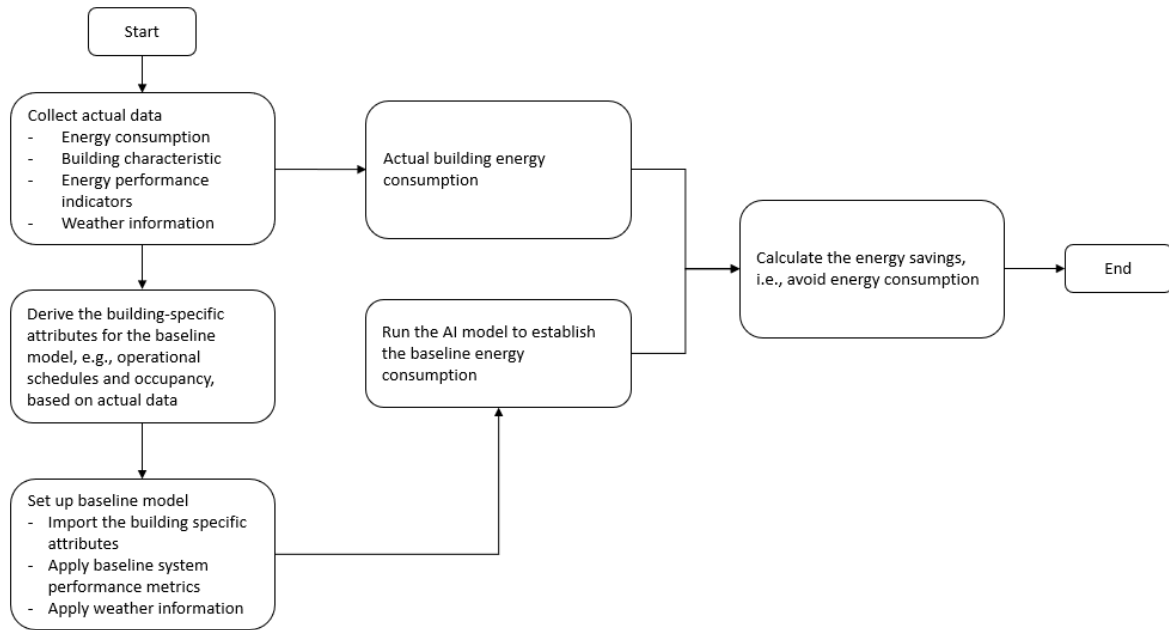 Start
Collect actual data
- Energy consumption
- Building characteristic
- Energy performance
indicators
- Weather information
Actual building energy
consumption
Derive the building-specific
attributes for the baseline
model, e.g., operational
schedules and occupancy,
based on actual data
Run the AI model to establish
the baseline energy
consumption
Calculate the energy savings,
i.e., avoid energy consumption
End
Set up baseline model
- Import the building specific
attributes
- Apply baseline system
performance metrics
- Apply weather information